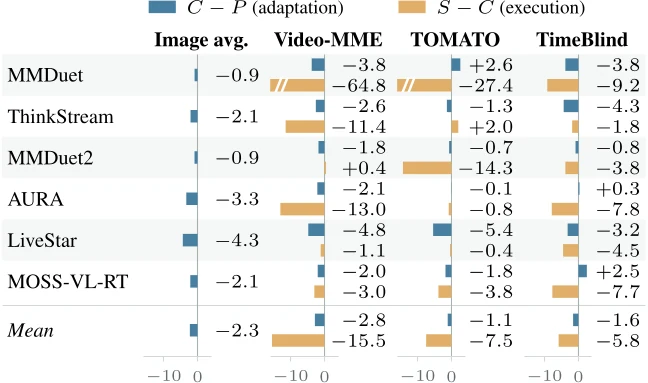 C − P (adaptation) S − C (execution)
Image avg. Video-MME TOMATO TimeBlind
MMDuet −0.9 −3.8 +2.6 −3.8
−64.8 −27.4 −9.2
ThinkStream −2.1 −2.6 −1.3 −4.3
−11.4 +2.0 −1.8
MMDuet2 −0.9 −1.8 −0.7 −0.8
+0.4 −14.3 −3.8
AURA −3.3 −2.1 −0.1 +0.3
−13.0 −0.8 −7.8
LiveStar −4.3 −4.8 −5.4 −3.2
−1.1 −0.4 −4.5
MOSS-VL-RT −2.1 −2.0 −1.8 +2.5
−3.0 −3.8 −7.7
Mean −2.3 −2.8 −1.1 −1.6
−15.5 −7.5 −5.8
−10 0 −10 0 −10 0 −10 0